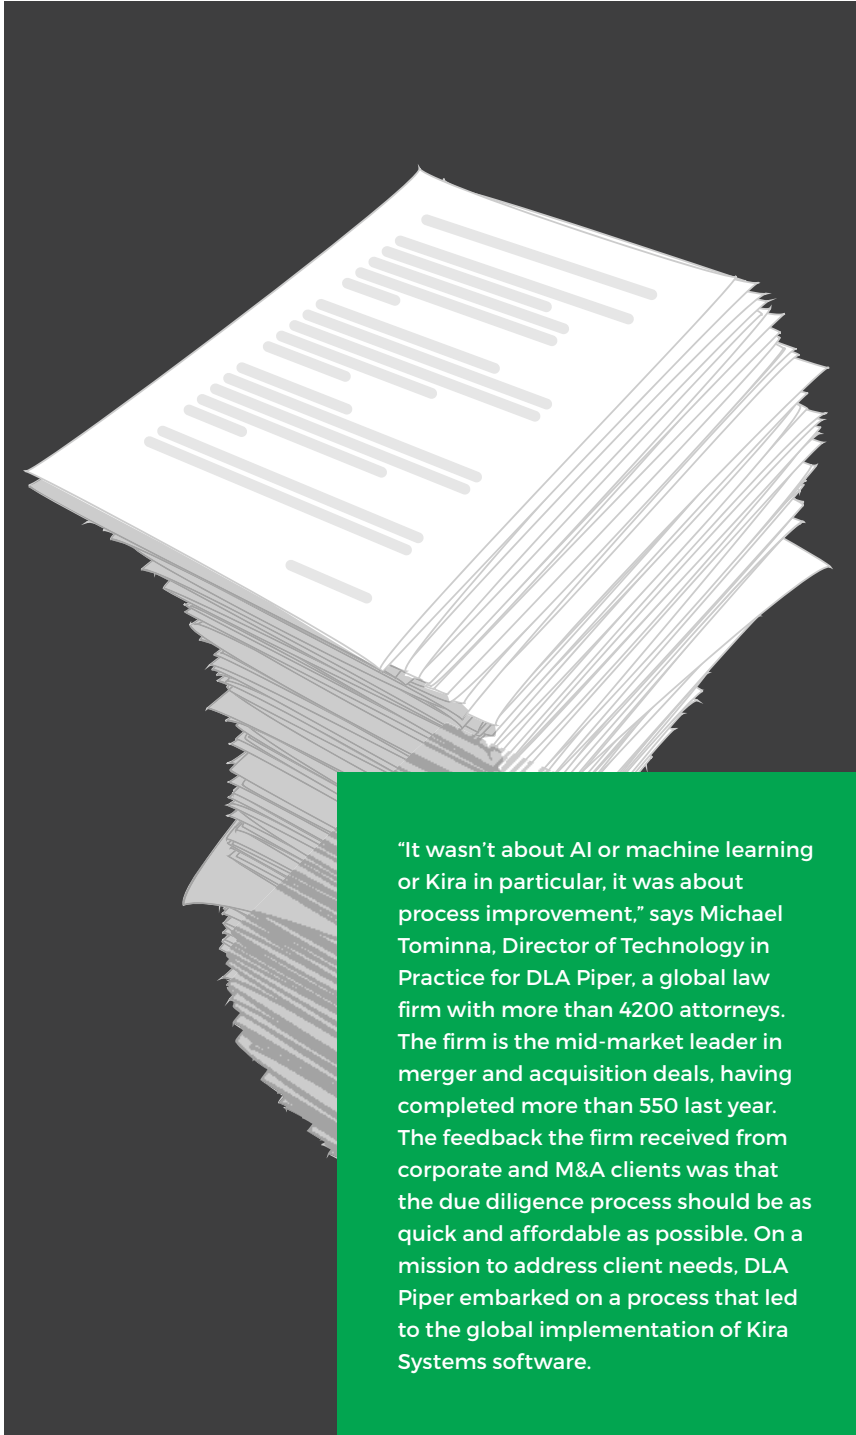 “It wasn’t about AI or machine learning
or Kira in particular, it was about
process improvement,” says Michael
Tominna, Director of Technology in
Practice for DLA Piper, a global law
firm with more than 4200 attorneys.
The firm is the mid-market leader in
merger and acquisition deals, having
completed more than 550 last year.
The feedback the firm received from
corporate and M&A clients was that
the due diligence process should be as
quick and affordable as possible. On a
mission to address client needs, DLA
Piper embarked on a process that led
to the global implementation of Kira
Systems software.